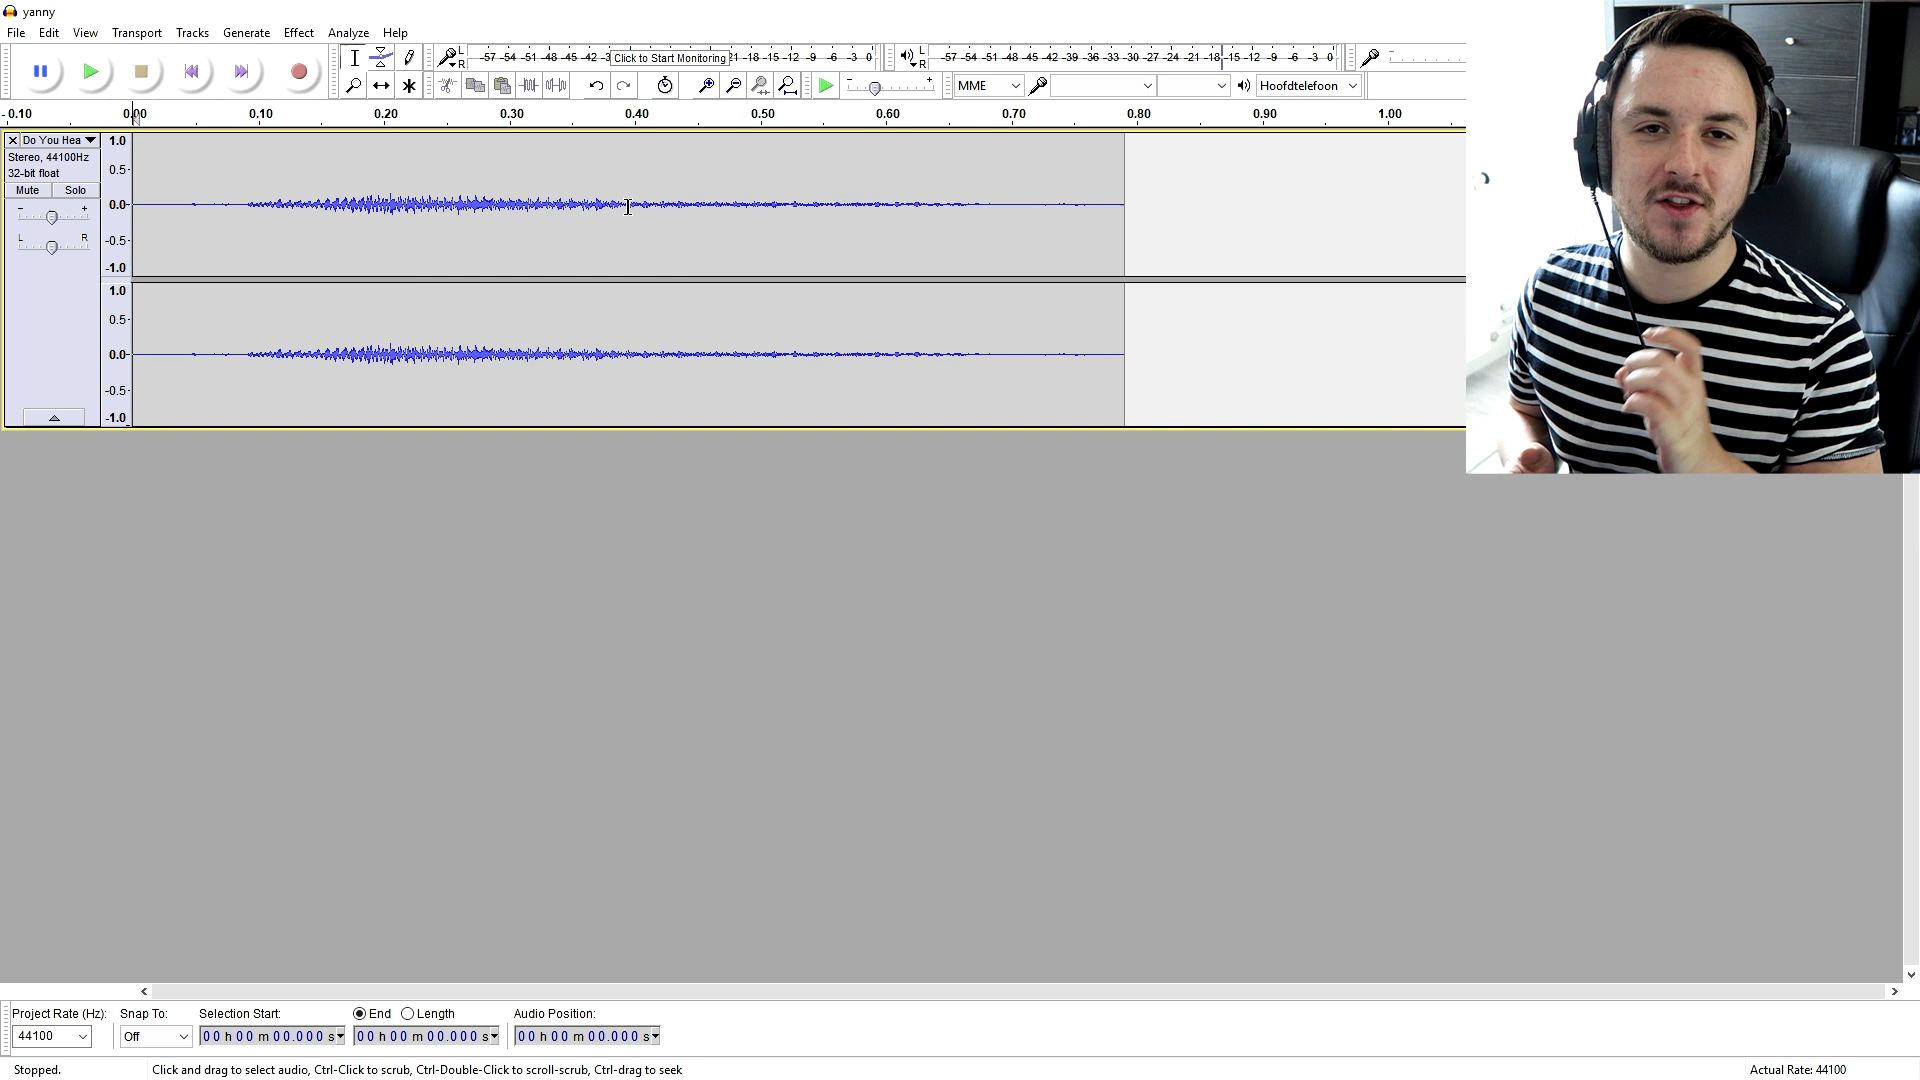 yanny
File Edit View Transport Tracks Generate Effect Analyze Help
L
R
-57 -54 -51 -48 -45 -42 -3 Click to Start Monitoring 21 -18 -15 -12 -9 -6 -3 0
L
R
-57 -54 -51 -48 -45 -42 -39 -36 -33 -30 -27 -24 -21 -18 -15 -12 -9 -6 -3 0
MME
Hoofdtelefoon
-0.10 0.00 0.10 0.20 0.30 0.40 0.50 0.60 0.70 0.80 0.90 1.00
Do You Hea
Stereo, 44100Hz
32-bit float
Mute Solo
- +
L R
1.0
0.5
0.0
-0.5
-1.0
1.0
0.5
0.0
-0.5
-1.0
Project Rate (Hz): Snap To: Selection Start: End Length Audio Position:
44100 Off 00 h 00 m 00.000 s 00 h 00 m 00.000 s 00 h 00 m 00.000 s
Stopped. Click and drag to select audio, Ctrl-Click to scrub, Ctrl-Double-Click to scroll-scrub, Ctrl-drag to seek Actual Rate: 44100